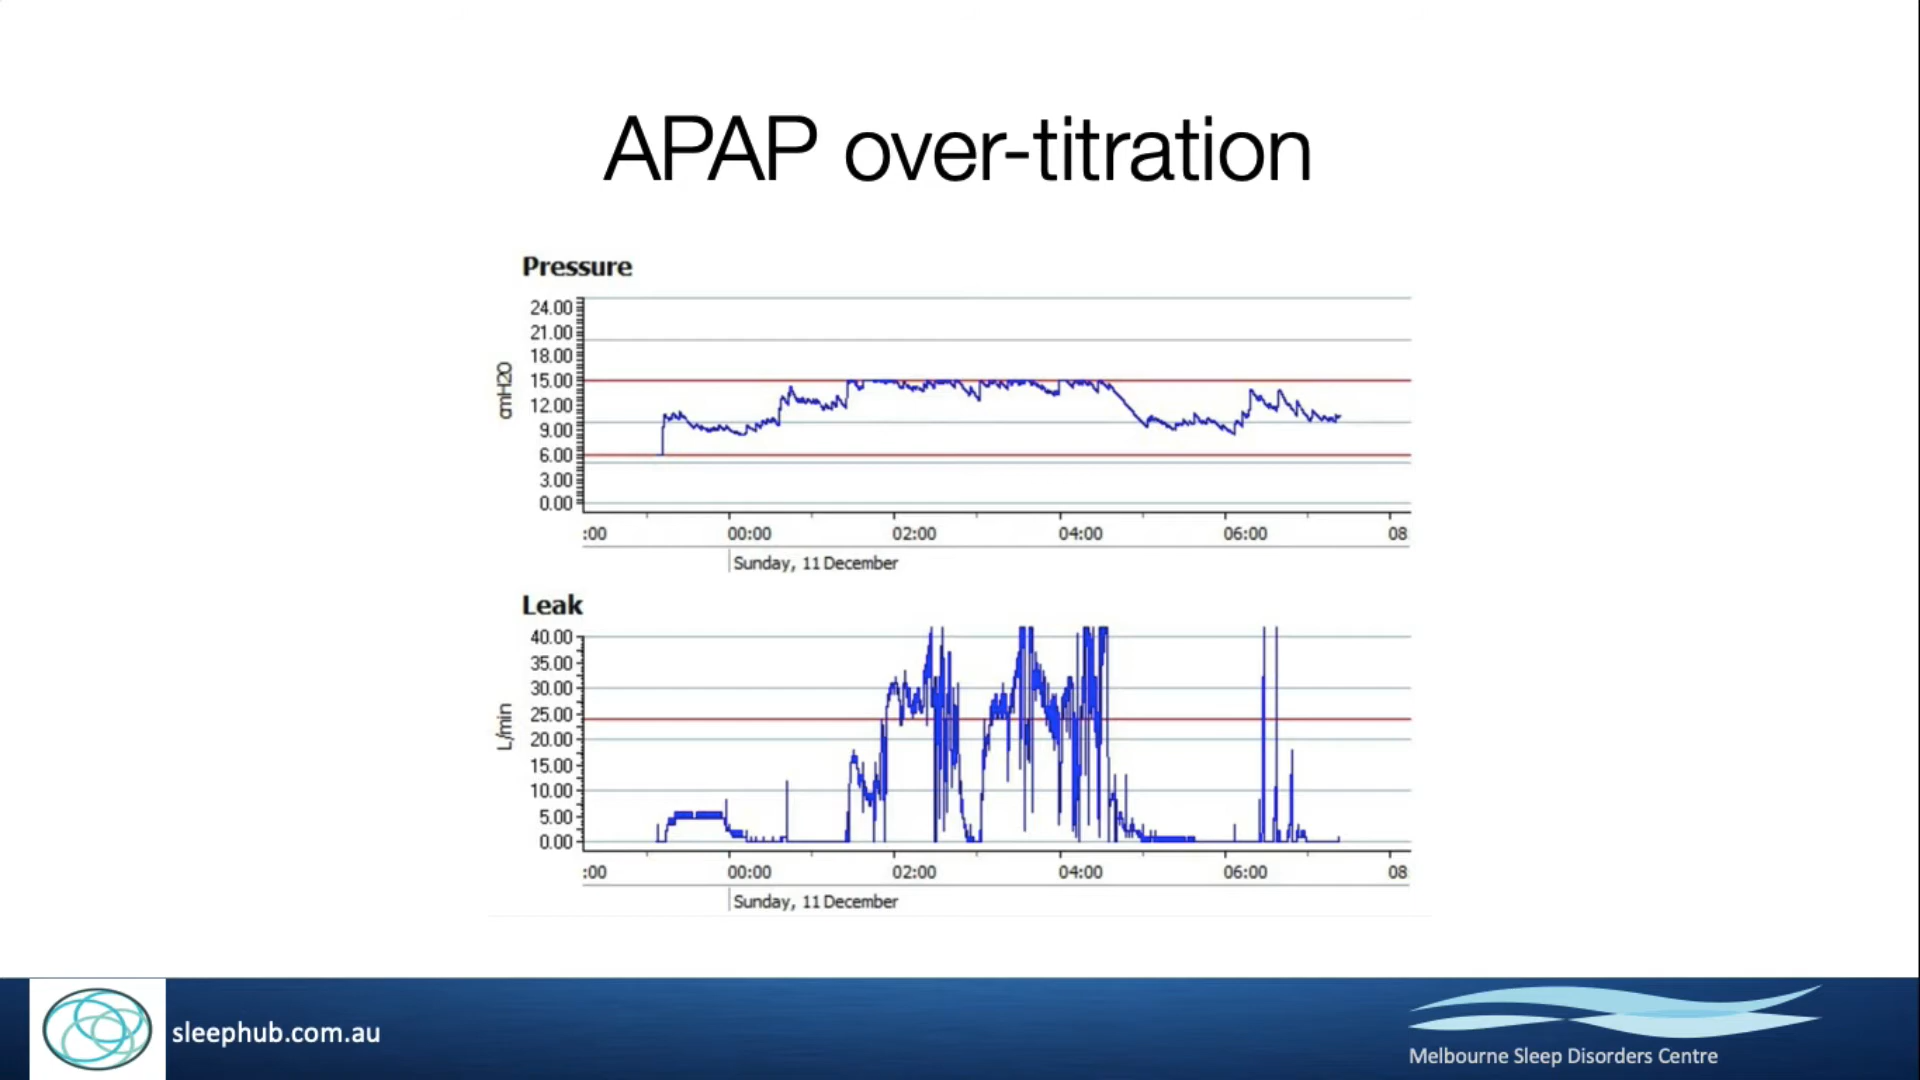 APAP over-titration
Pressure
24.00
21.00
18.00
15.00
12.00
9.00
6.00
3.00
0.00
cmH2O
:00 00:00 02:00 04:00 06:00 08
Sunday, 11 December
Leak
40.00
35.00
30.00
25.00
20.00
15.00
10.00
5.00
0.00
L/min
:00 00:00 02:00 04:00 06:00 08
Sunday, 11 December
sleephub.com.au
Melbourne Sleep Disorders Centre